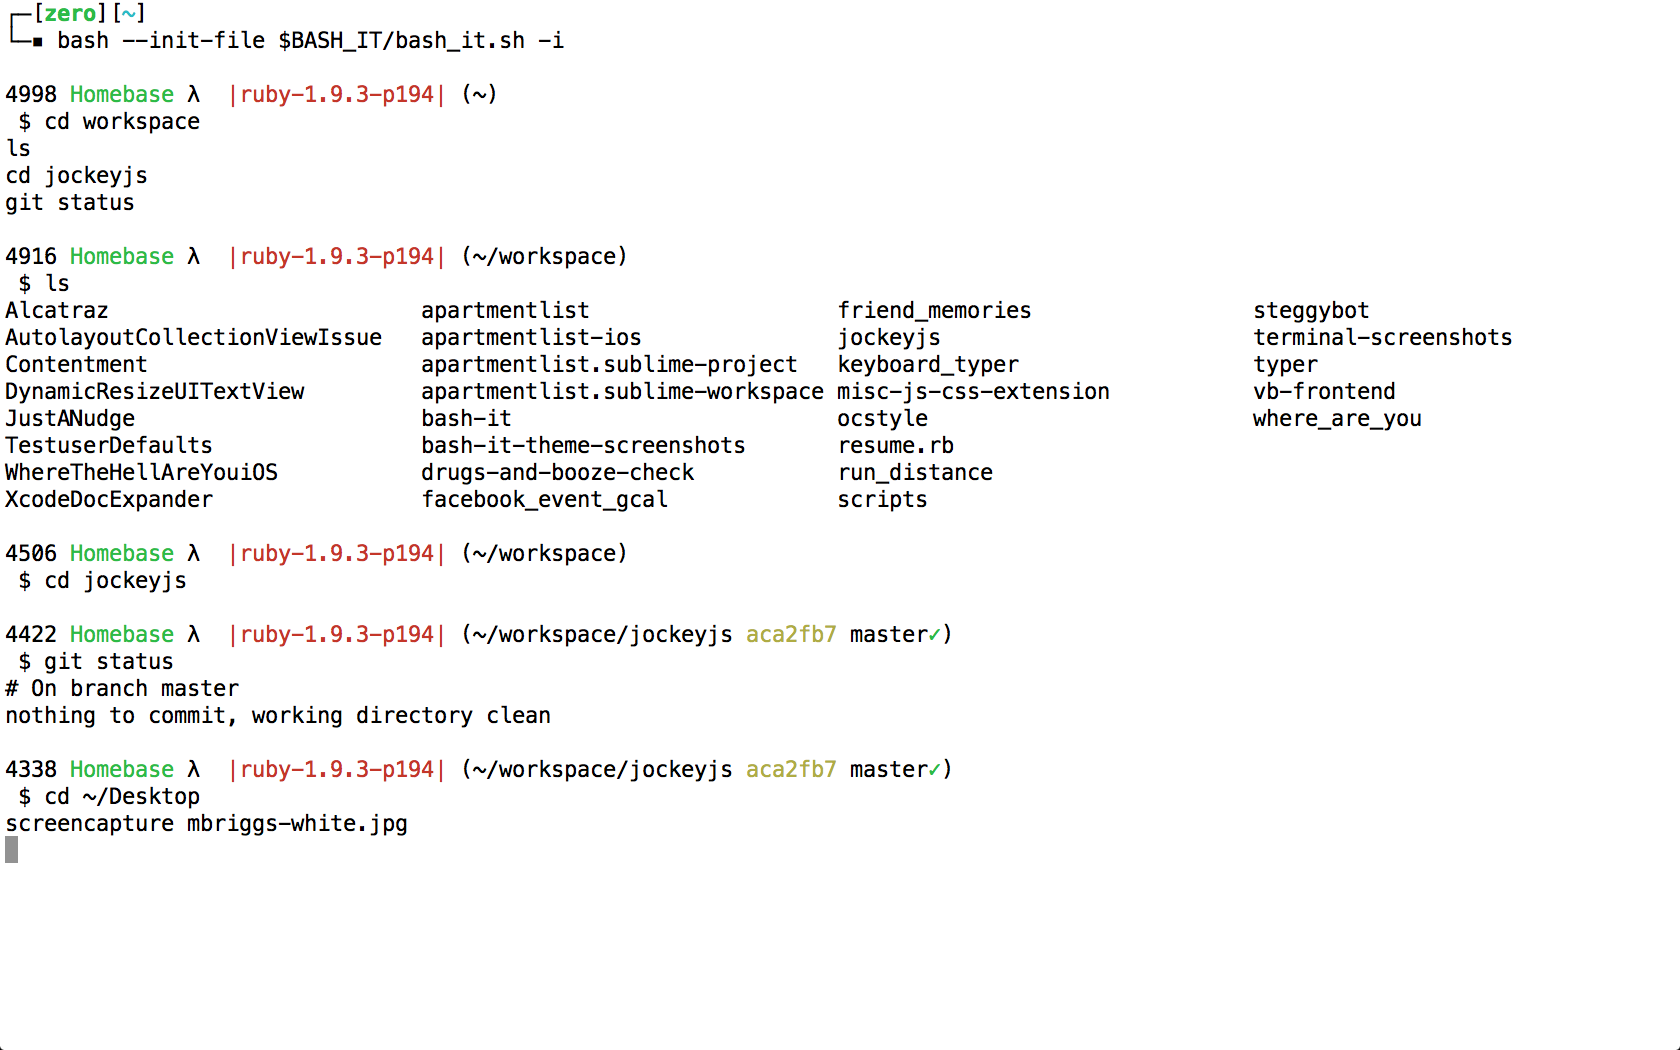 ┌─[zero][~]
└─▪ bash --init-file $BASH_IT/bash_it.sh -i

4998 Homebase λ  |ruby-1.9.3-p194| (~)
 $ cd workspace
ls
cd jockeyjs
git status

4916 Homebase λ  |ruby-1.9.3-p194| (~/workspace)
 $ ls
Alcatraz                        apartmentlist                   friend_memories                 steggybot
AutolayoutCollectionViewIssue   apartmentlist-ios               jockeyjs                        terminal-screenshots
Contentment                     apartmentlist.sublime-project   keyboard_typer                  typer
DynamicResizeUITextView         apartmentlist.sublime-workspace misc-js-css-extension           vb-frontend
JustANudge                      bash-it                         ocstyle                         where_are_you
TestuserDefaults                bash-it-theme-screenshots       resume.rb
WhereTheHellAreYouiOS           drugs-and-booze-check           run_distance
XcodeDocExpander                facebook_event_gcal             scripts

4506 Homebase λ  |ruby-1.9.3-p194| (~/workspace)
 $ cd jockeyjs

4422 Homebase λ  |ruby-1.9.3-p194| (~/workspace/jockeyjs aca2fb7 master✓)
 $ git status
# On branch master
nothing to commit, working directory clean

4338 Homebase λ  |ruby-1.9.3-p194| (~/workspace/jockeyjs aca2fb7 master✓)
 $ cd ~/Desktop
screencapture mbriggs-white.jpg